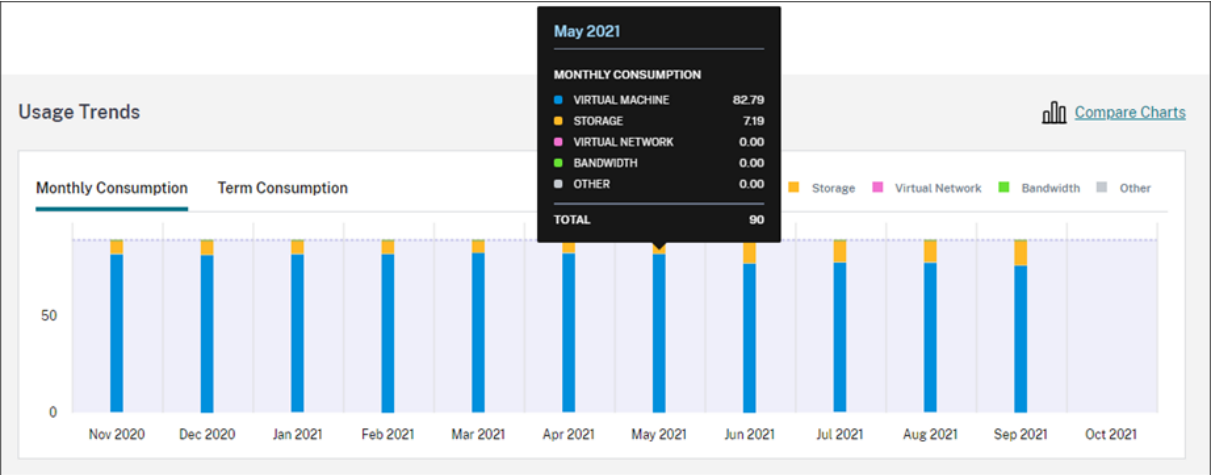 May 2021
MONTHLY CONSUMPTION
VIRTUAL MACHINE 82.79
STORAGE 7.19
VIRTUAL NETWORK 0.00
BANDWIDTH 0.00
OTHER 0.00
TOTAL 90
Usage Trends
Compare Charts
Monthly Consumption Term Consumption
Storage Virtual Network Bandwidth Other
50
0
Nov 2020 Dec 2020 Jan 2021 Feb 2021 Mar 2021 Apr 2021 May 2021 Jun 2021 Jul 2021 Aug 2021 Sep 2021 Oct 2021